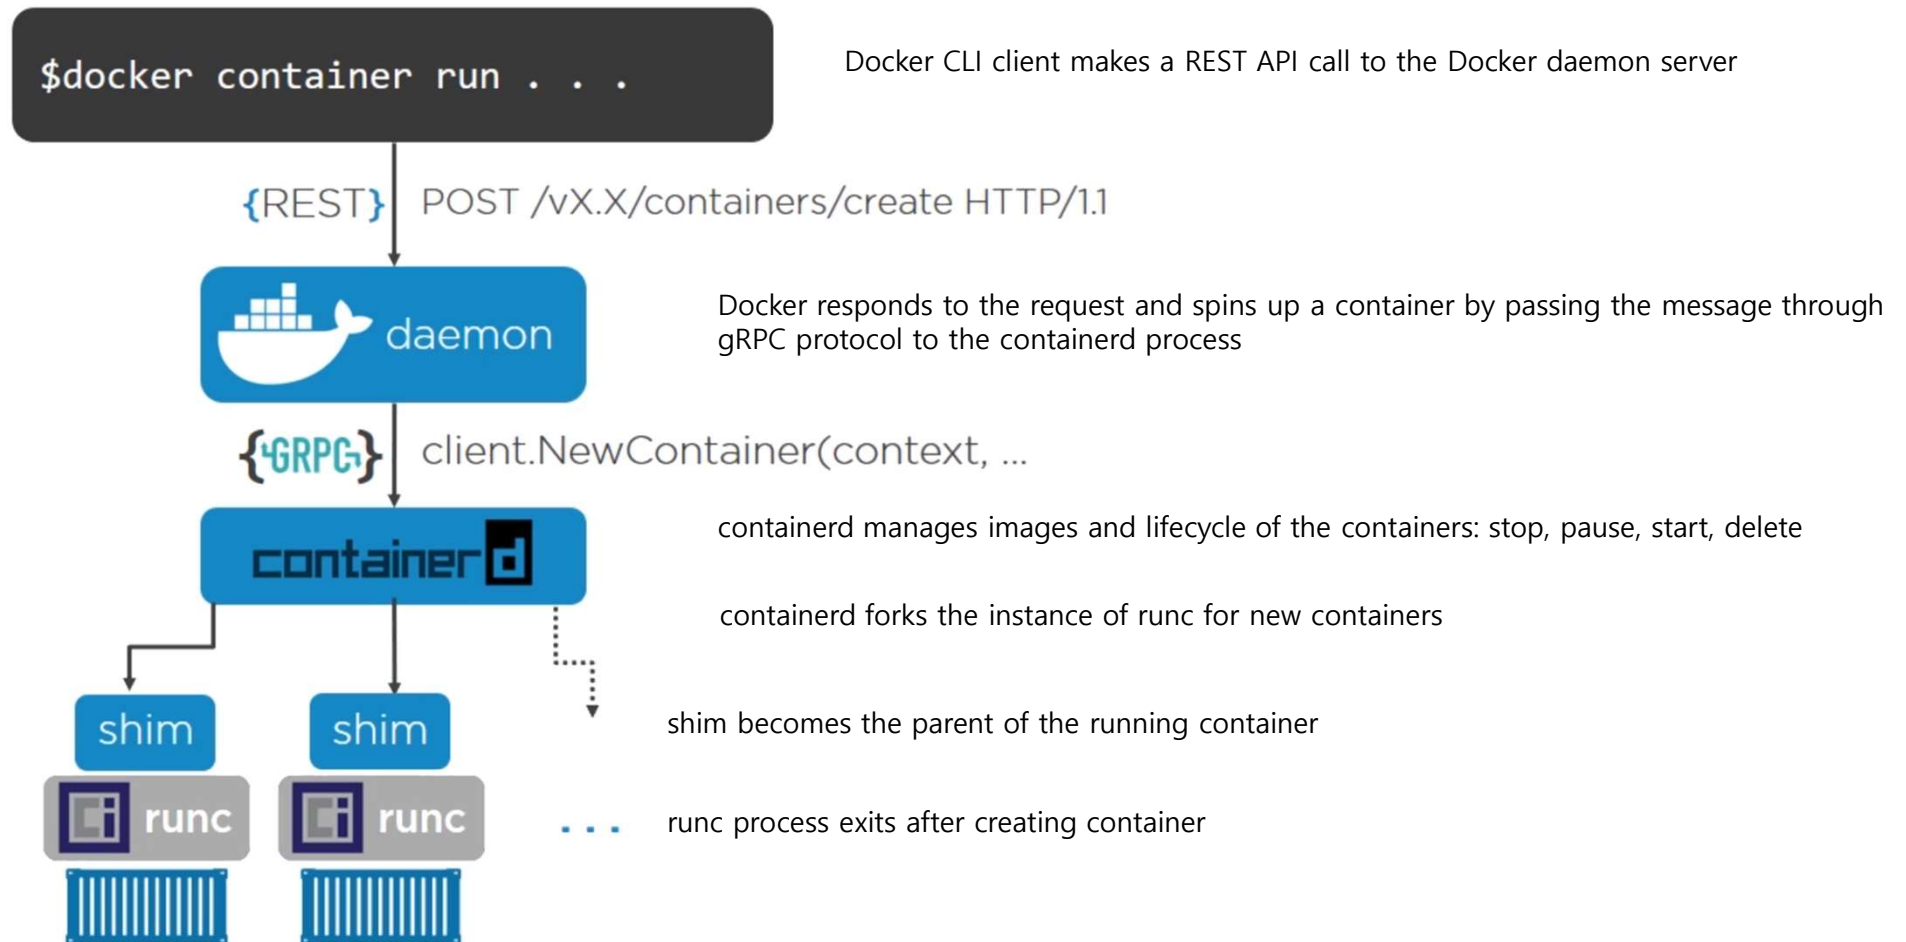 $docker container run . . .
Docker CLI client makes a REST API call to the Docker daemon server
{REST} POST /vX.X/containers/create HTTP/1.1
daemon
Docker responds to the request and spins up a container by passing the message through
gRPC protocol to the containerd process
{GRPC} client.NewContainer(context, ...
containerd
containerd manages images and lifecycle of the containers: stop, pause, start, delete
containerd forks the instance of runc for new containers
shim shim
shim becomes the parent of the running container
Ci runc Ci runc ...
runc process exits after creating container